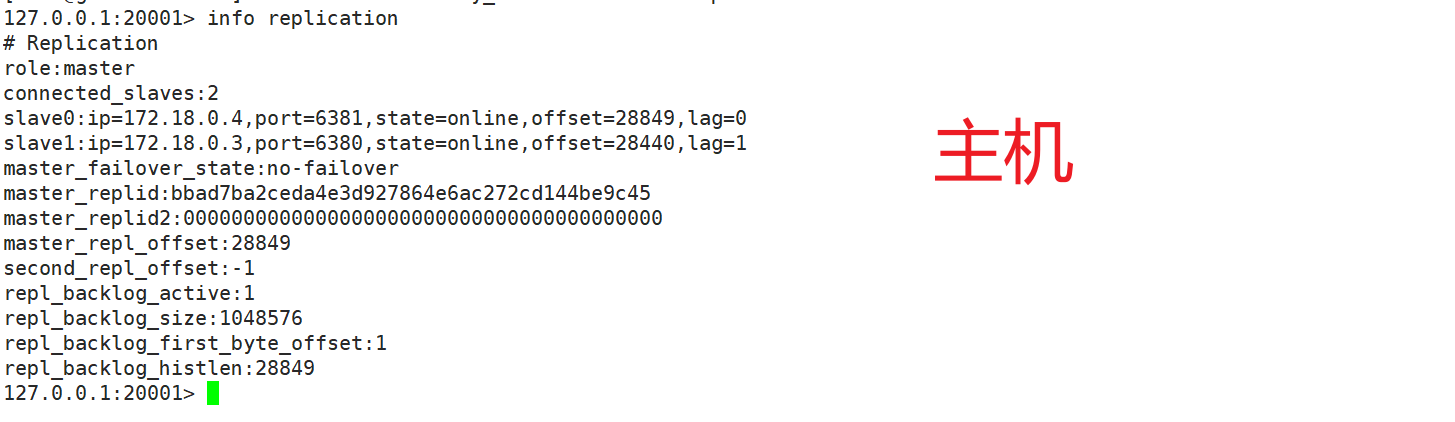 127.0.0.1:20001> info replication
# Replication
role:master
connected_slaves:2
slave0:ip=172.18.0.4,port=6381,state=online,offset=28849,lag=0
slave1:ip=172.18.0.3,port=6380,state=online,offset=28440,lag=1
master_failover_state:no-failover
master_replid:bbad7ba2ceda4e3d927864e6ac272cd144be9c45
master_replid2:0000000000000000000000000000000000000000
master_repl_offset:28849
second_repl_offset:-1
repl_backlog_active:1
repl_backlog_size:1048576
repl_backlog_first_byte_offset:1
repl_backlog_histlen:28849
127.0.0.1:20001>
主机